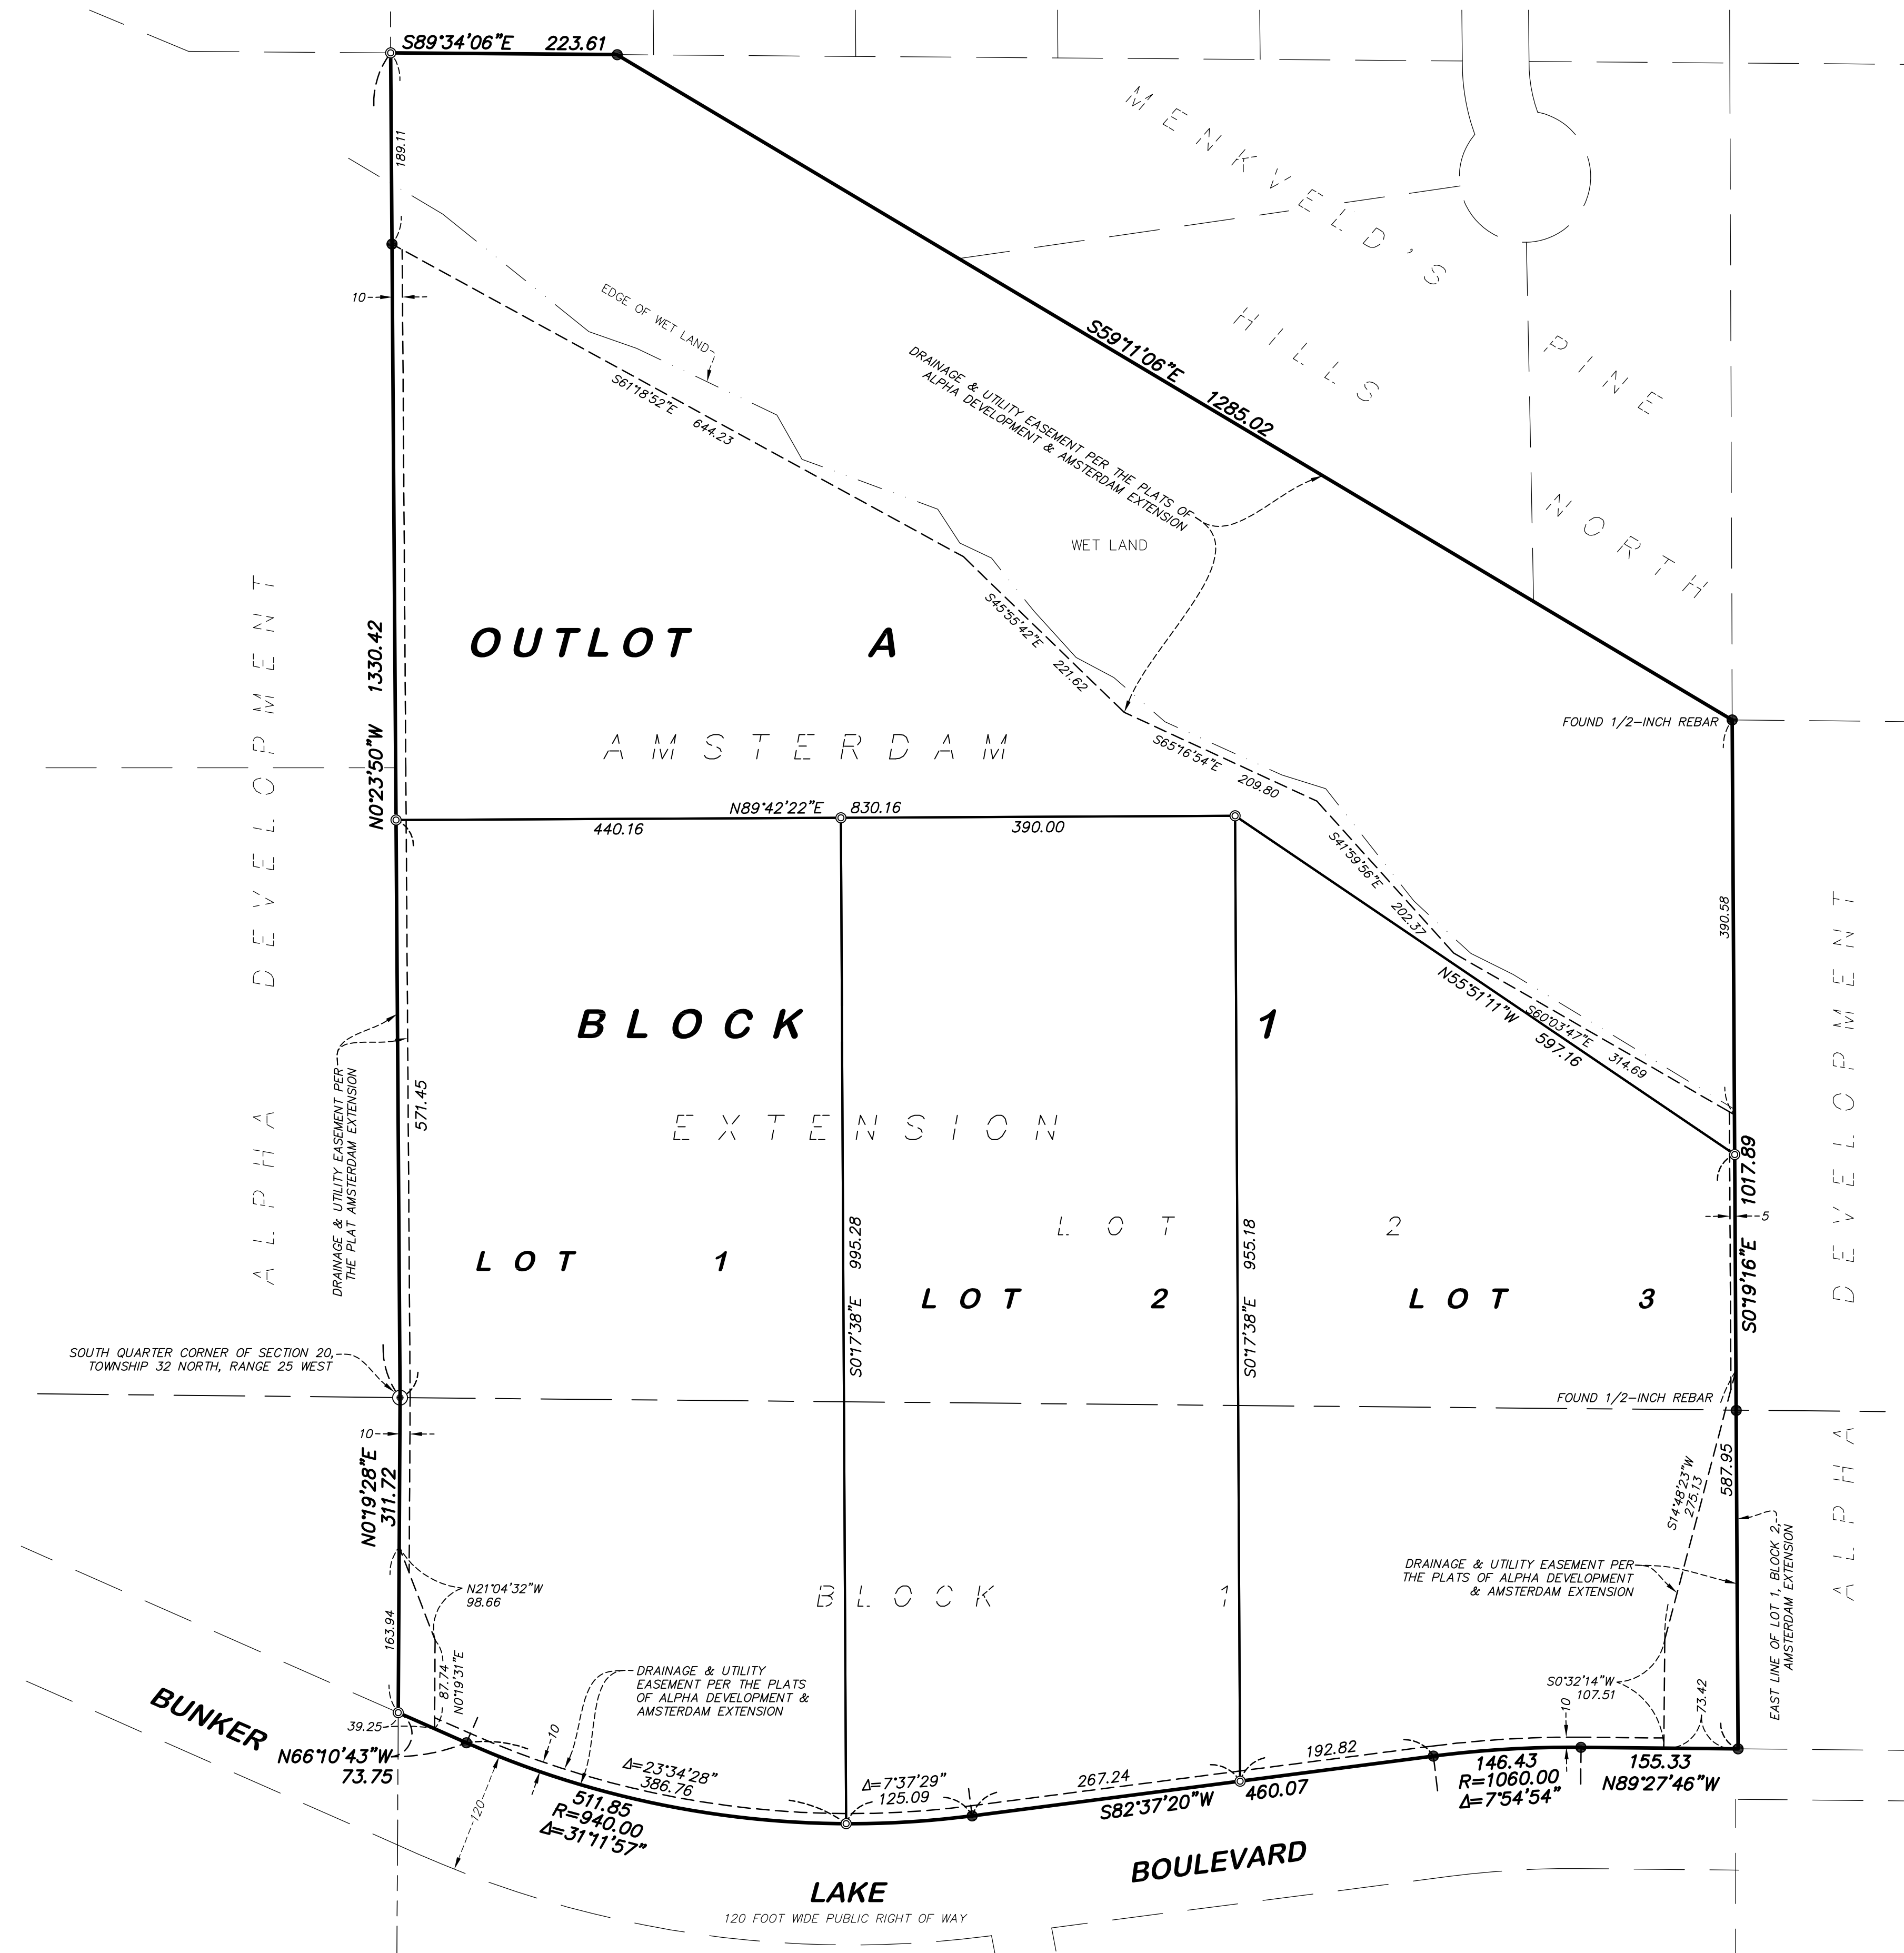 S89°34'06"E 223.61
189.11
MENKVELD'S
PINE
HILLS
NORTH
10
EDGE OF WET LAND
S61°18'52"E 644.23
S59°11'06"E 1285.02
DRAINAGE & UTILITY EASEMENT PER THE PLATS OF
ALPHA DEVELOPMENT & AMSTERDAM EXTENSION
WET LAND
S45°55'42"E 221.62
OUTLOT A
AMSTERDAM
N0°23'50"W 1330.42
ALPHA DEVELOPMENT
FOUND 1/2-INCH REBAR
S65°16'54"E 209.80
N89°42'22"E 830.16
440.16
390.00
S41°59'56"E 202.37
390.58
N55°51'11"W 597.16
S60°03'47"E 314.69
BLOCK 1
DRAINAGE & UTILITY EASEMENT PER
THE PLAT AMSTERDAM EXTENSION
571.45
EXTENSION
S0°19'16"E 1017.89
ALPHA DEVELOPMENT
5
LOT 2
LOT 1
S0°17'38"E 995.28
LOT 2
S0°17'38"E 955.18
LOT 3
SOUTH QUARTER CORNER OF SECTION 20,
TOWNSHIP 32 NORTH, RANGE 25 WEST
FOUND 1/2-INCH REBAR
10
N0°19'28"E
311.72
587.95
S14°48'23"W
275.13
DRAINAGE & UTILITY EASEMENT PER
THE PLATS OF ALPHA DEVELOPMENT
& AMSTERDAM EXTENSION
EAST LINE OF LOT 1, BLOCK 2,
AMSTERDAM EXTENSION
N21°04'32"W
98.66
BLOCK 1
163.94
87.74
N0°19'31"E
DRAINAGE & UTILITY
EASEMENT PER THE PLATS
OF ALPHA DEVELOPMENT &
AMSTERDAM EXTENSION
S0°32'14"W
107.51
73.42
10
39.25
N66°10'43"W
73.75
10
Δ=23°34'28"
386.76
511.85
R=940.00
Δ=31°11'57"
Δ=7°37'29"
125.09
267.24
192.82
S82°37'20"W 460.07
146.43
R=1060.00
Δ=7°54'54"
155.33
N89°27'46"W
120
BUNKER
LAKE
BOULEVARD
120 FOOT WIDE PUBLIC RIGHT OF WAY